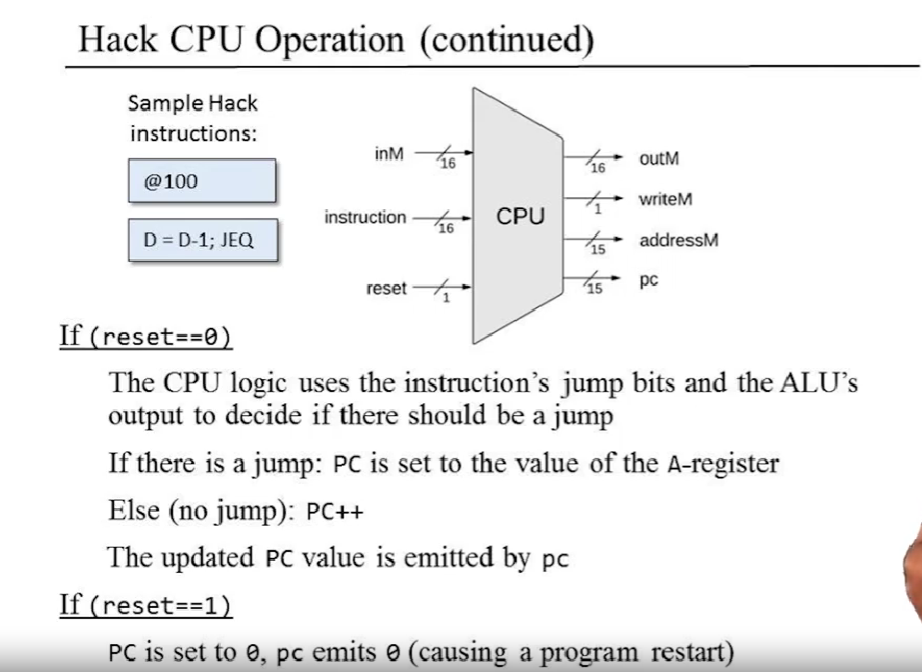 Hack CPU Operation (continued)
Sample Hack
instructions:
@100
D = D-1; JEQ
inM
16
instruction
16
reset
1
CPU
16
outM
1
writeM
15
addressM
15
pc
If (reset==0)
The CPU logic uses the instruction’s jump bits and the ALU’s
output to decide if there should be a jump
If there is a jump: PC is set to the value of the A-register
Else (no jump): PC++
The updated PC value is emitted by pc
If (reset==1)
PC is set to 0, pc emits 0 (causing a program restart)